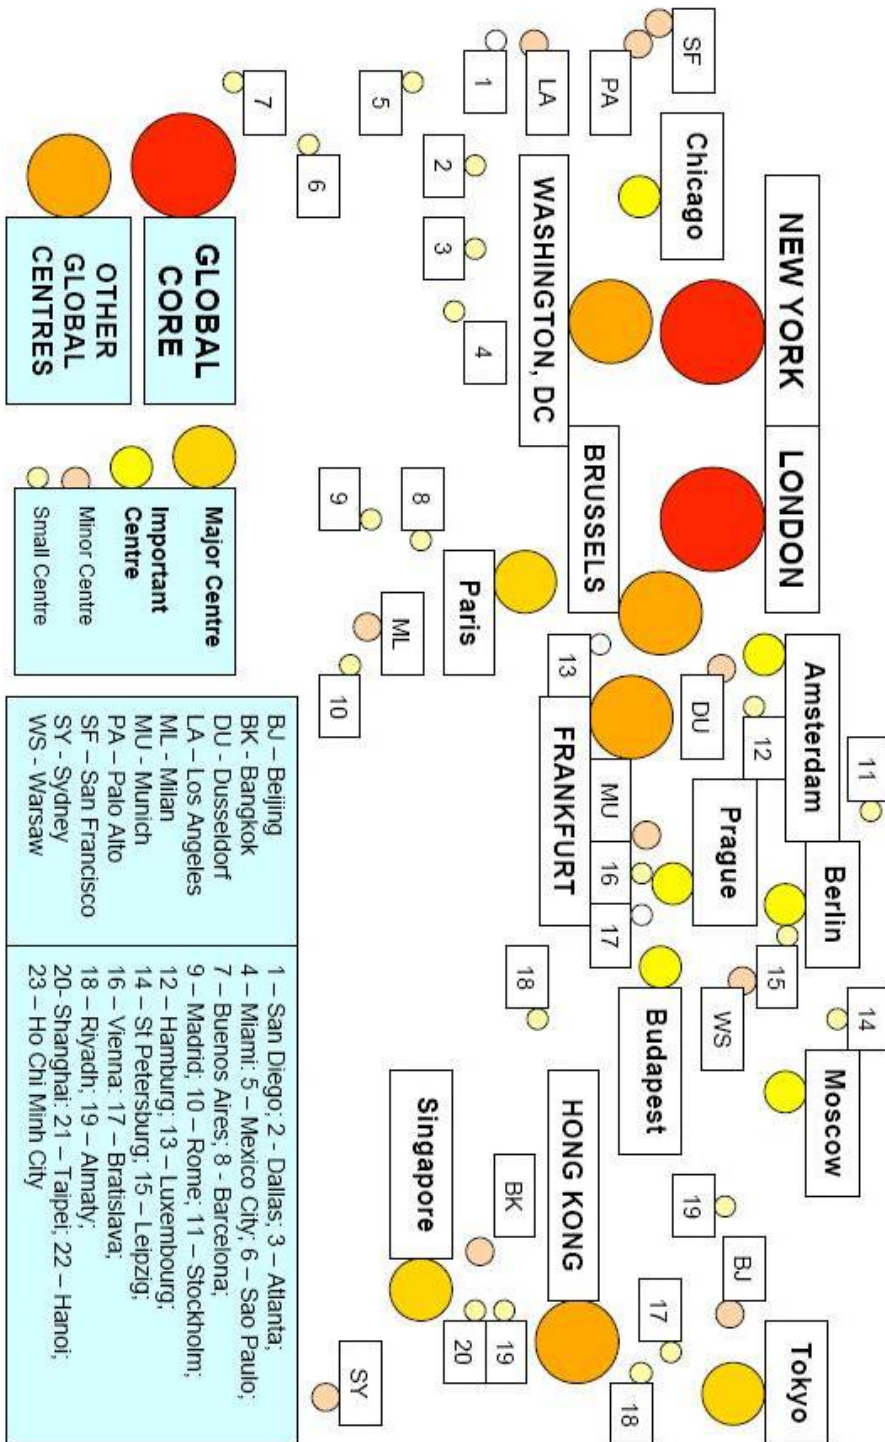 SF
PA
LA
1
Chicago
5
7
2
6
3
4
NEW YORK
WASHINGTON, DC
LONDON
BRUSSELS
8
9
Paris
ML
10
Amsterdam
11
DU
12
13
FRANKFURT
MU
16
17
Prague
Berlin
15
WS
14
Moscow
Budapest
18
19
BJ
Tokyo
17
18
HONG KONG
BK
Singapore
19
20
SY
GLOBAL
CORE
OTHER
GLOBAL
CENTRES
Major Centre
Important
Centre
Minor Centre
Small Centre
BJ – Beijing
BK - Bangkok
DU - Dusseldorf
LA – Los Angeles
ML - Milan
MU - Munich
PA – Palo Alto
SF – San Francisco
SY - Sydney
WS - Warsaw
1 – San Diego; 2 - Dallas; 3 – Atlanta;
4 – Miami: 5 – Mexico City; 6 – Sao Paulo;
7 – Buenos Aires; 8 - Barcelona;
9 – Madrid; 10 – Rome; 11 – Stockholm;
12 – Hamburg; 13 – Luxembourg;
14 – St Petersburg; 15 – Leipzig;
16 – Vienna: 17 – Bratislava;
18 – Riyadh; 19 – Almaty;
20- Shanghai: 21 – Taipei; 22 – Hanoi;
23 – Ho Chi Minh City